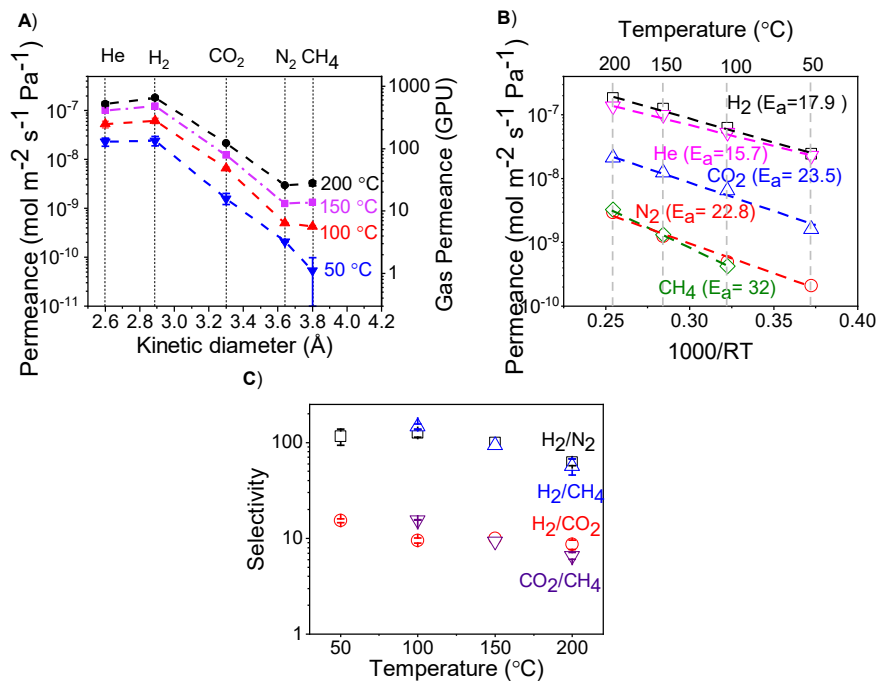 A)
He H2 CO2 N2 CH4
Permeance (mol m-2 s-1 Pa-1)
10-7
10-8
10-9
10-10
10-11
1000
100
10
1
Gas Permeance (GPU)
200 °C
150 °C
100 °C
50 °C
2.6 2.8 3.0 3.2 3.4 3.6 3.8 4.0 4.2
Kinetic diameter (Å)
B)
Temperature (°C)
200 150 100 50
Permeance (mol m-2 s-1 Pa-1)
10-7
10-8
10-9
10-10
H2 (Ea=17.9 )
He (Ea=15.7)
CO2 (Ea= 23.5)
N2 (Ea= 22.8)
CH4 (Ea= 32)
0.25 0.30 0.35 0.40
1000/RT
C)
Selectivity
100
10
1
H2/N2
H2/CH4
H2/CO2
CO2/CH4
50 100 150 200
Temperature (°C)